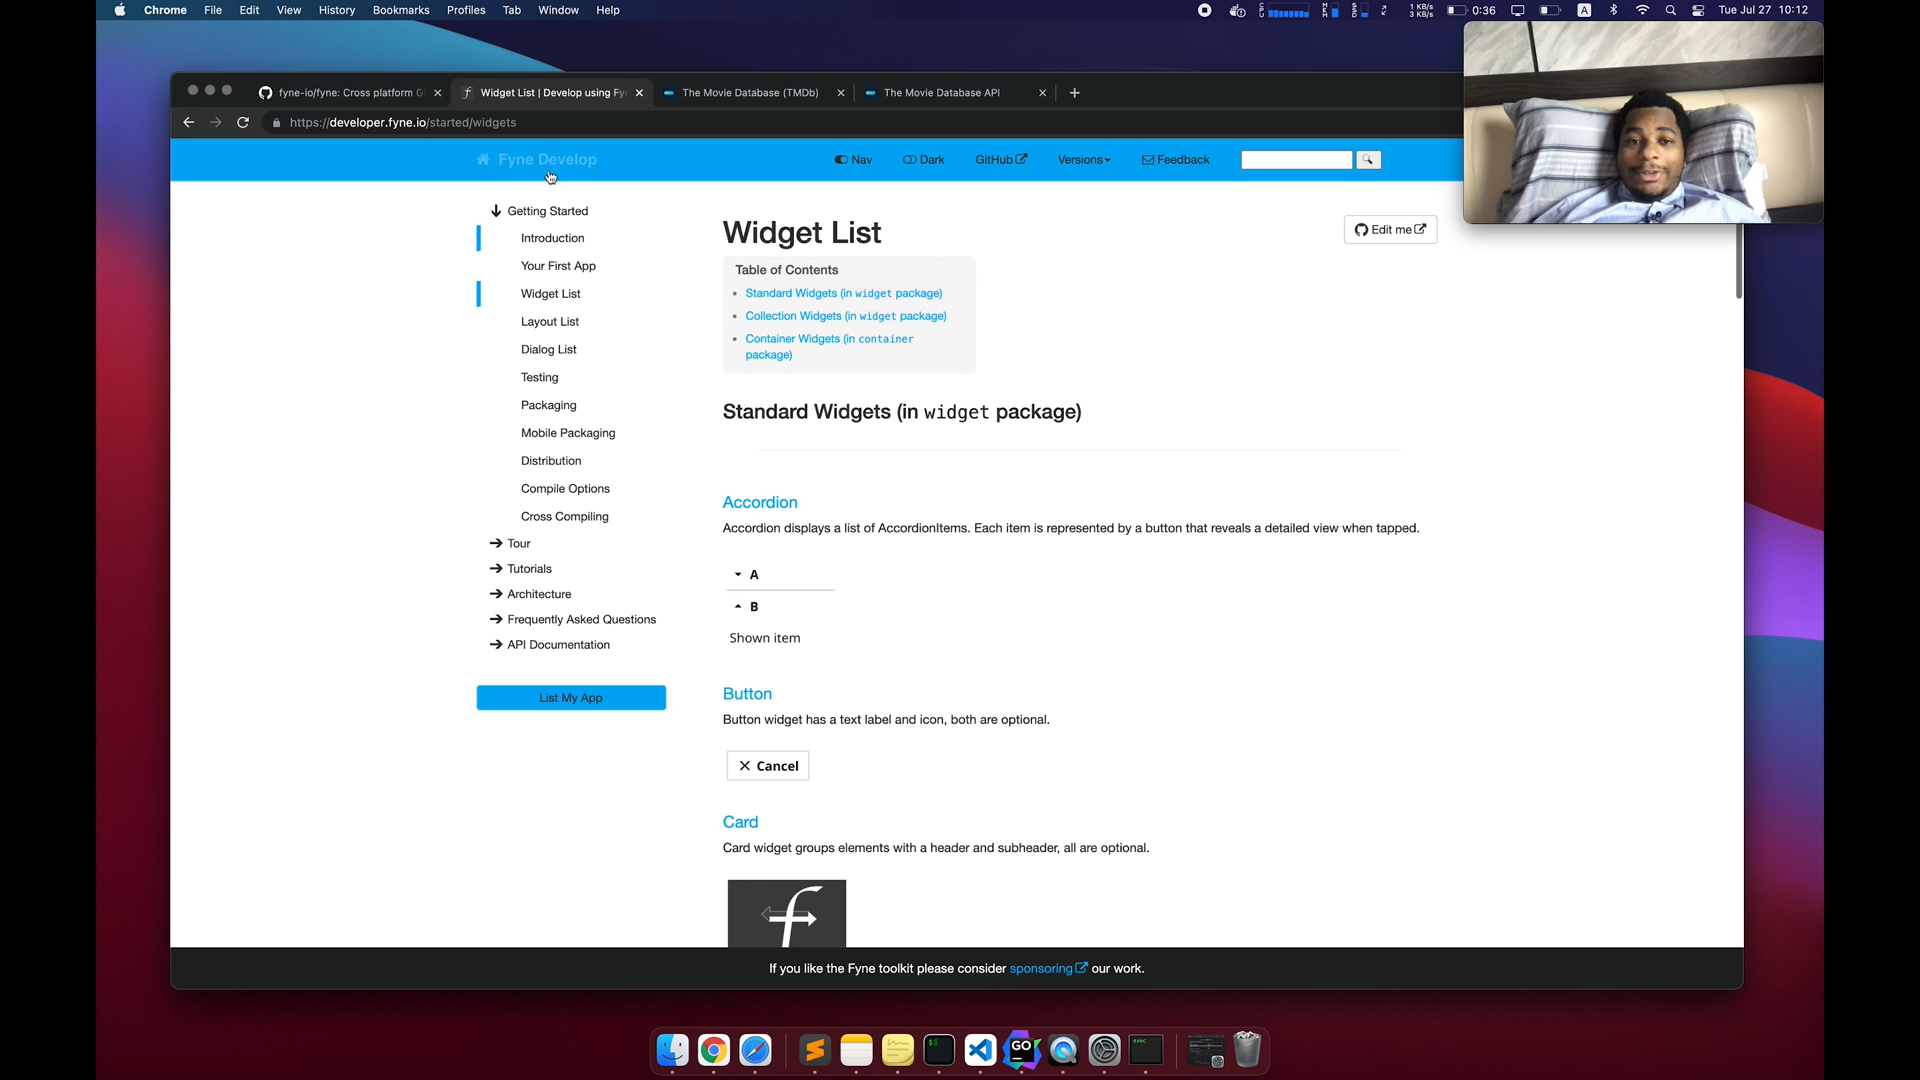 Chrome File Edit View History Bookmarks Profiles Tab Window Help
1 KB/s
3 KB/s
0:36 A Tue Jul 27 10:12
fyne-io/fyne: Cross platform G
Widget List | Develop using Fyn
The Movie Database (TMDb)
The Movie Database API
https://developer.fyne.io/started/widgets
Fyne Develop
Nav Dark GitHub Versions Feedback
Getting Started
Introduction
Your First App
Widget List
Layout List
Dialog List
Testing
Packaging
Mobile Packaging
Distribution
Compile Options
Cross Compiling
Tour
Tutorials
Architecture
Frequently Asked Questions
API Documentation
List My App
Widget List
Edit me
Table of Contents
Standard Widgets (in widget package)
Collection Widgets (in widget package)
Container Widgets (in container
package)
Standard Widgets (in widget package)
Accordion
Accordion displays a list of AccordionItems. Each item is represented by a button that reveals a detailed view when tapped.
A
B
Shown item
Button
Button widget has a text label and icon, both are optional.
Cancel
Card
Card widget groups elements with a header and subheader, all are optional.
f
If you like the Fyne toolkit please consider sponsoring our work.
GO